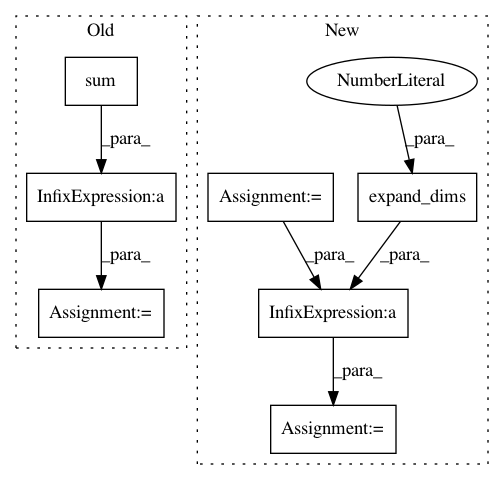 Old
New
sum
NumberLiteral
_para_
_para_
InfixExpression:a
Assignment:=
expand_dims
_para_
_para_
_para_
Assignment:=
InfixExpression:a
_para_
Assignment:=